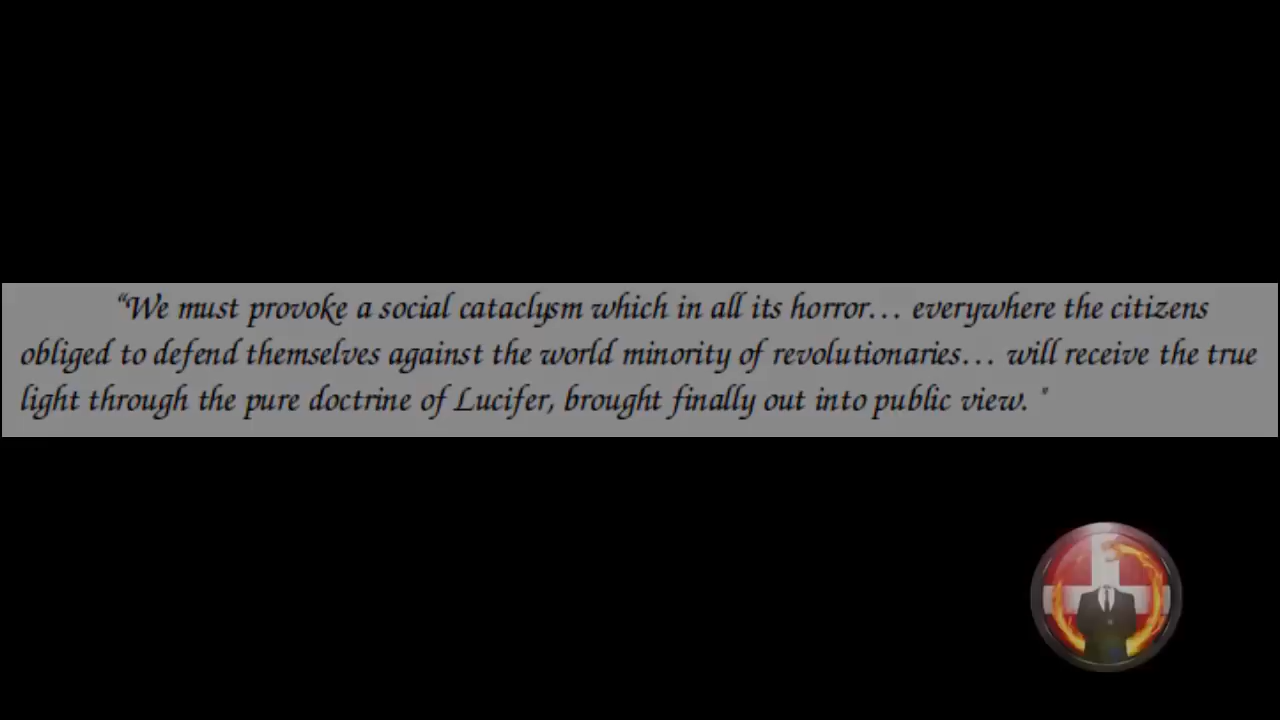 “We must provoke a social cataclysm which in all its horror… everywhere the citizens
obliged to defend themselves against the world minority of revolutionaries… will receive the true
light through the pure doctrine of Lucifer, brought finally out into public view. "